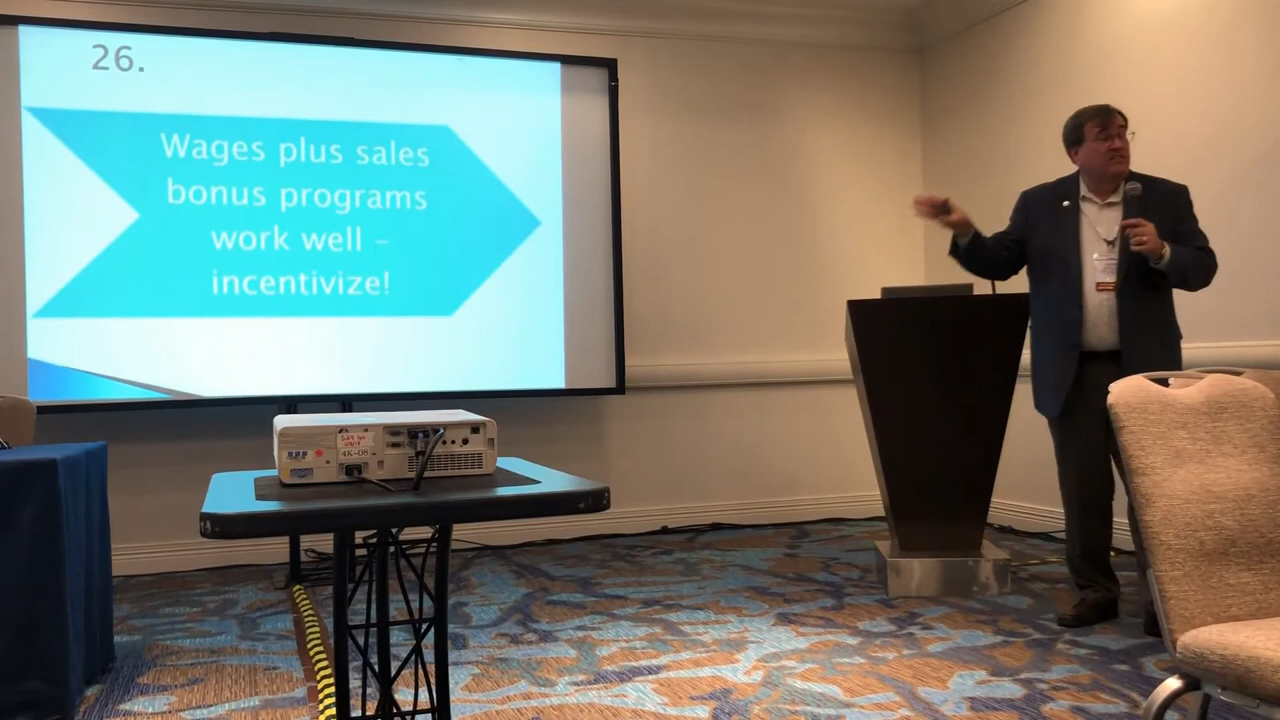 26.
Wages plus sales
bonus programs
work well –
incentivize!
4K-08